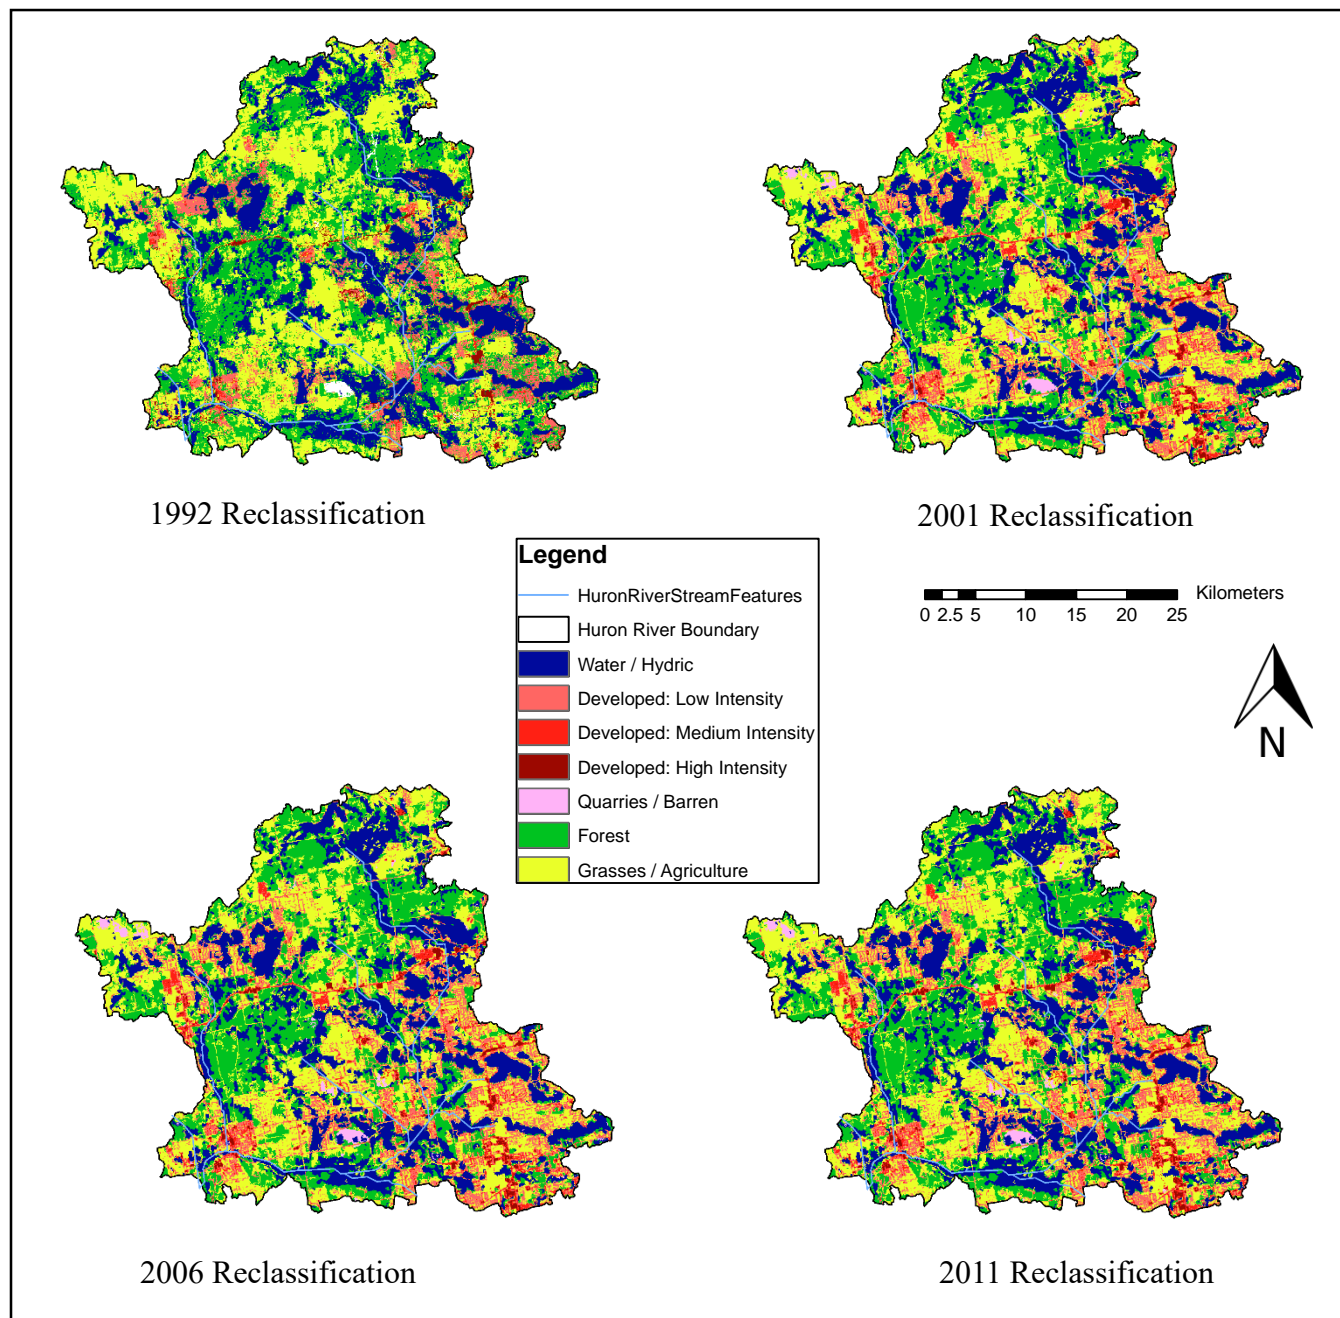 1992 Reclassification
2001 Reclassification
Legend
HuronRiverStreamFeatures
Huron River Boundary
Water / Hydric
Developed: Low Intensity
Developed: Medium Intensity
Developed: High Intensity
Quarries / Barren
Forest
Grasses / Agriculture
Kilometers
0 2.5 5 10 15 20 25
N
2006 Reclassification
2011 Reclassification